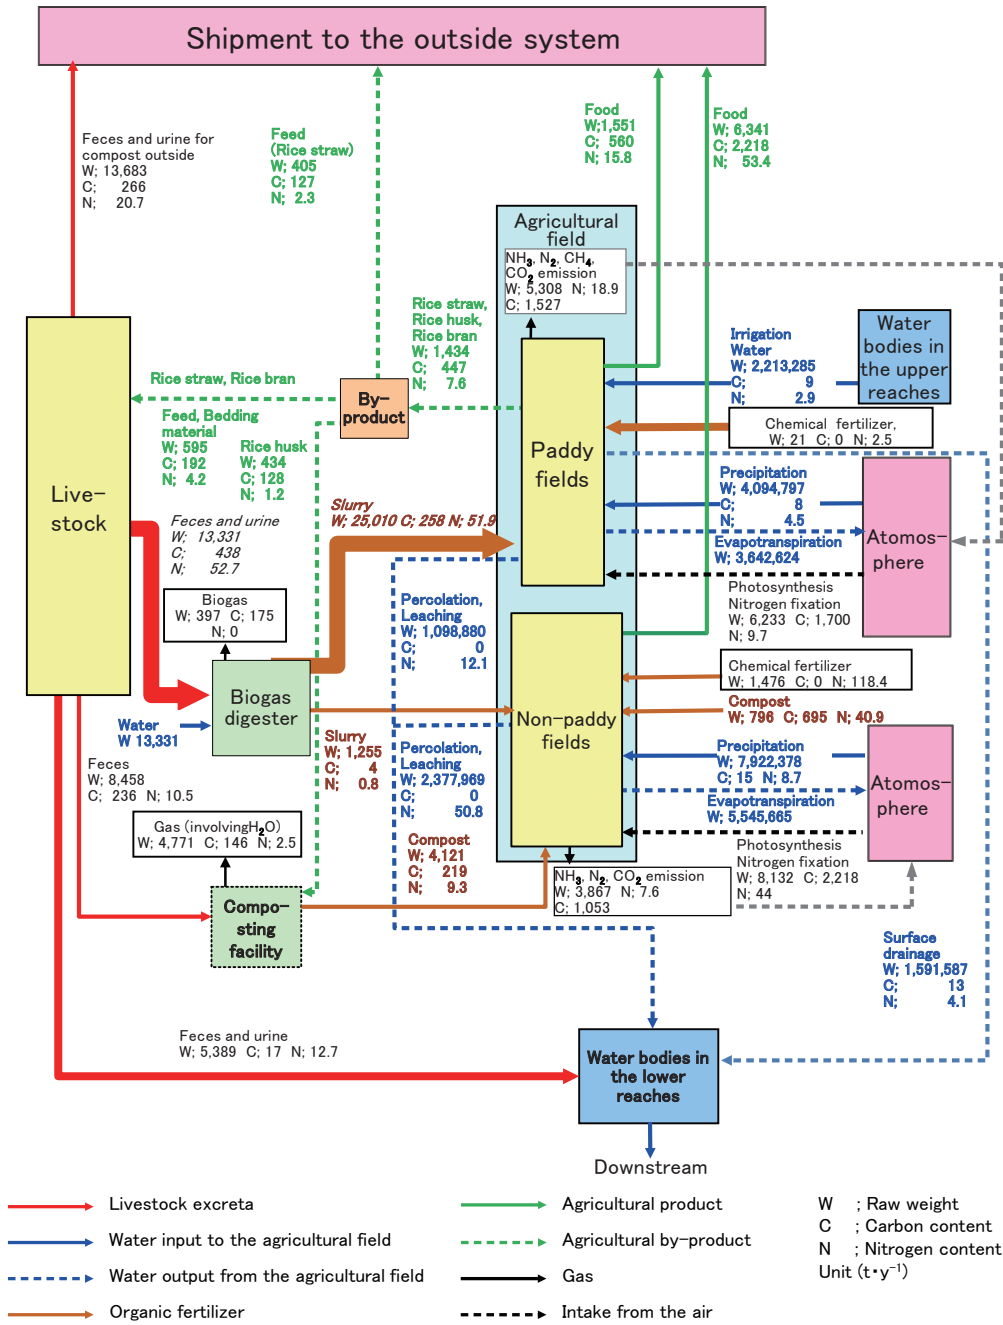 Shipment to the outside system
Feces and urine for
compost outside
W; 13,683
C; 266
N; 20.7
Feed
(Rice straw)
W; 405
C; 127
N; 2.3
Food
W;1,551
C; 560
N; 15.8
Food
W; 6,341
C; 2,218
N; 53.4
Agricultural
field
NH3, N2, CH4,
CO2 emission
W; 5,308 N; 18.9
C; 1,527
Rice straw,
Rice husk,
Rice bran
W; 1,434
C; 447
N; 7.6
Irrigation
Water
W; 2,213,285
C; 9
N; 2.9
Water
bodies in
the upper
reaches
Rice straw, Rice bran
By-
product
Feed, Bedding
material
W; 595
C; 192
N; 4.2
Rice husk
W; 434
C; 128
N; 1.2
Chemical fertilizer,
W; 21 C; 0 N; 2.5
Paddy
fields
Live-
stock
Precipitation
W; 4,094,797
C; 8
N; 4.5
Slurry
W; 25,010 C; 258 N; 51.9
Feces and urine
W; 13,331
C; 438
N; 52.7
Evapotranspiration
W; 3,642,624
Atomos-
phere
Photosynthesis
Nitrogen fixation
W; 6,233 C; 1,700
N; 9.7
Biogas
W; 397 C; 175
N; 0
Percolation,
Leaching
W; 1,098,880
C; 0
N; 12.1
Biogas
digester
Chemical fertilizer
W; 1,476 C; 0 N; 118.4
Compost
W; 796 C; 695 N; 40.9
Non-paddy
fields
Water
W 13,331
Slurry
W; 1,255
C; 4
N; 0.8
Percolation,
Leaching
W; 2,377,969
C; 0
N; 50.8
Precipitation
W; 7,922,378
C; 15 N; 8.7
Evapotranspiration
W; 5,545,665
Atomos-
phere
Feces
W; 8,458
C; 236 N; 10.5
Gas (involvingH2O)
W; 4,771 C; 146 N; 2.5
Compost
W; 4,121
C; 219
N; 9.3
Photosynthesis
Nitrogen fixation
W; 8,132 C; 2,218
N; 44
NH3, N2, CO2 emission
W; 3,867 N; 7.6
C; 1,053
Compo-
sting
facility
Surface
drainage
W; 1,591,587
C; 13
N; 4.1
Feces and urine
W; 5,389 C; 17 N; 12.7
Water bodies in
the lower
reaches
Downstream
Livestock excreta
Water input to the agricultural field
Water output from the agricultural field
Organic fertilizer
Agricultural product
Agricultural by-product
Gas
Intake from the air
W ; Raw weight
C ; Carbon content
N ; Nitrogen content
Unit (t・y⁻¹)